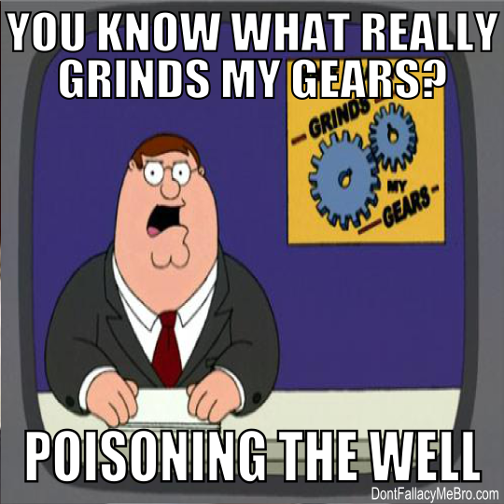 YOU KNOW WHAT REALLY
GRINDS MY GEARS?
GRINDS
MY
GEARS
POISONING THE WELL
DontFallacyMeBro.com